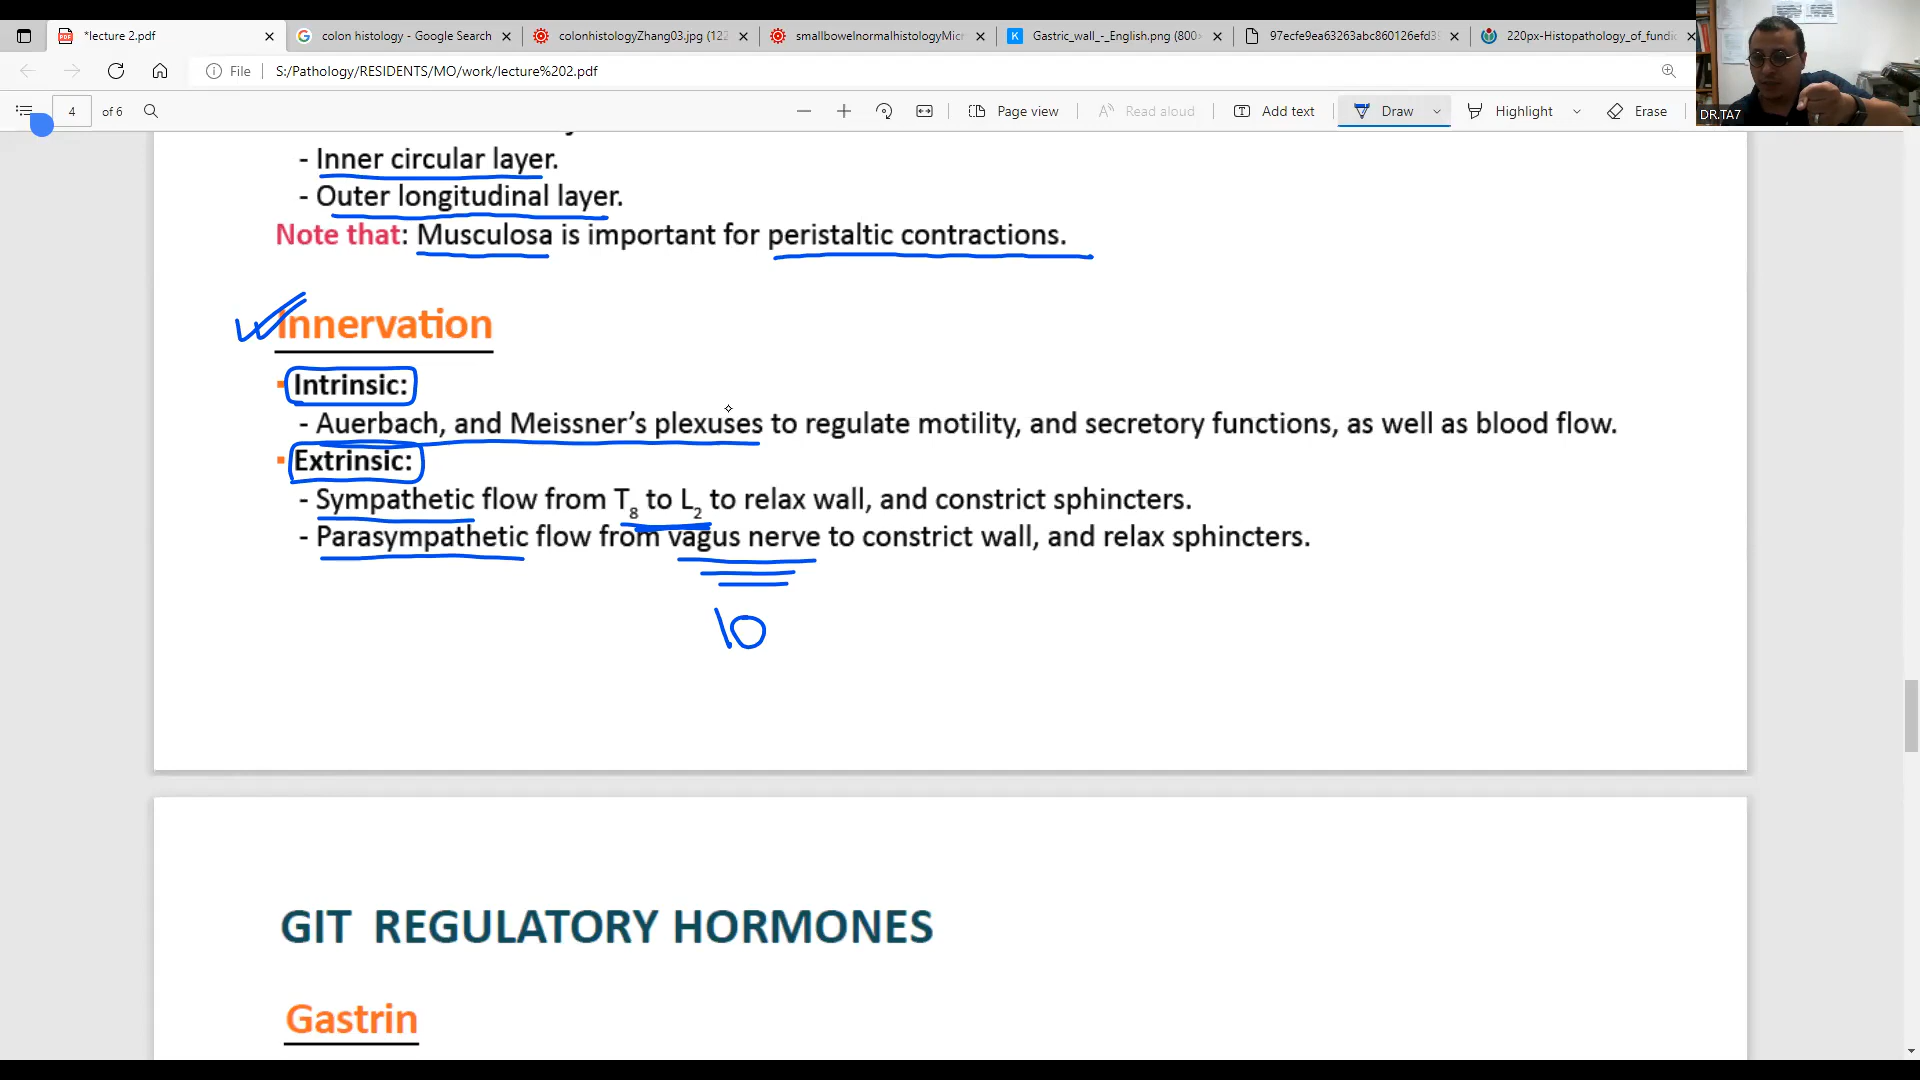 *lecture 2.pdf
colon histology - Google Search
colonhistologyZhang03.jpg (122
smallbowelnormalhistologyMicr
Gastric_wall_-_English.png (800×
97ecfe9ea63263abc860126efd3
220px-Histopathology_of_fundic
File
S:/Pathology/RESIDENTS/MO/work/lecture%202.pdf
4
of 6
Page view
Read aloud
Add text
Draw
Highlight
Erase
DR.TA7
- Inner circular layer.
- Outer longitudinal layer.
Note that: Musculosa is important for peristaltic contractions.
Innervation
▪ Intrinsic:
- Auerbach, and Meissner’s plexuses to regulate motility, and secretory functions, as well as blood flow.
▪ Extrinsic:
- Sympathetic flow from T8 to L2 to relax wall, and constrict sphincters.
- Parasympathetic flow from vagus nerve to constrict wall, and relax sphincters.
10
GIT REGULATORY HORMONES
Gastrin